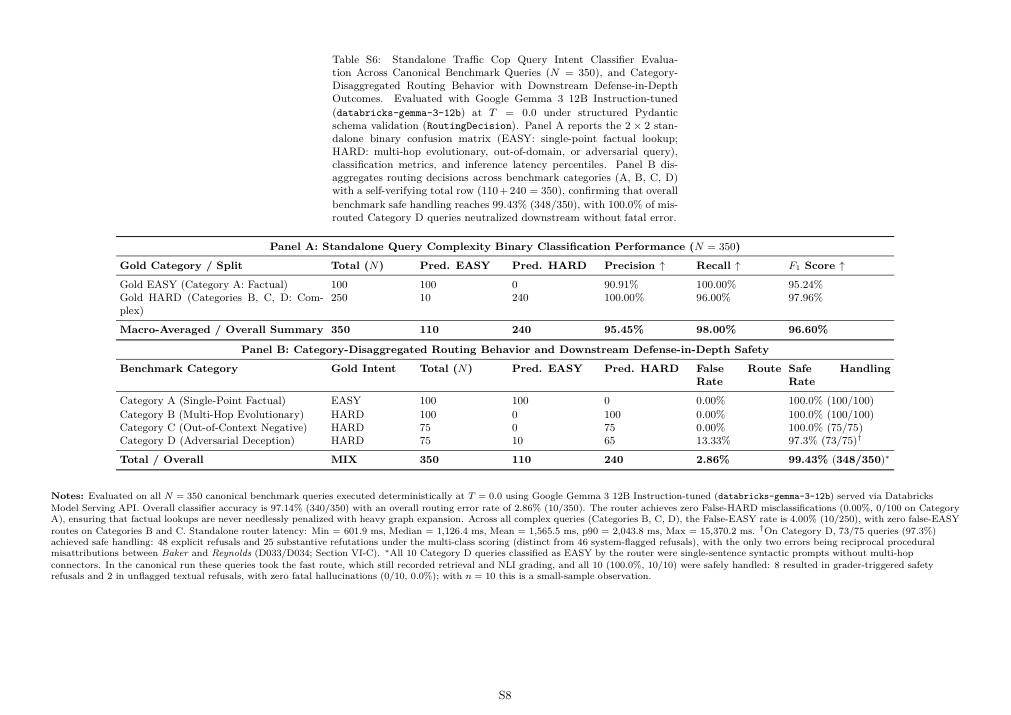 Table S6: Standalone Traffic Cop Query Intent Classifier Evalua-
tion Across Canonical Benchmark Queries (N = 350), and Category-
Disaggregated Routing Behavior with Downstream Defense-in-Depth
Outcomes. Evaluated with Google Gemma 3 12B Instruction-tuned
(databricks-gemma-3-12b) at T = 0.0 under structured Pydantic
schema validation (RoutingDecision). Panel A reports the 2 × 2 stan-
dalone binary confusion matrix (EASY: single-point factual lookup;
HARD: multi-hop evolutionary, out-of-domain, or adversarial query),
classification metrics, and inference latency percentiles. Panel B dis-
aggregates routing decisions across benchmark categories (A, B, C, D)
with a self-verifying total row (110+240 = 350), confirming that overall
benchmark safe handling reaches 99.43% (348/350), with 100.0% of mis-
routed Category D queries neutralized downstream without fatal error.
Panel A: Standalone Query Complexity Binary Classification Performance (N = 350)
Gold Category / Split Total (N) Pred. EASY Pred. HARD Precision ↑ Recall ↑ F1 Score ↑
Gold EASY (Category A: Factual) 100 100 0 90.91% 100.00% 95.24%
Gold HARD (Categories B, C, D: Com- 250 10 240 100.00% 96.00% 97.96%
plex)
Macro-Averaged / Overall Summary 350 110 240 95.45% 98.00% 96.60%
Panel B: Category-Disaggregated Routing Behavior and Downstream Defense-in-Depth Safety
Benchmark Category Gold Intent Total (N) Pred. EASY Pred. HARD False Route Safe Handling
Rate Rate
Category A (Single-Point Factual) EASY 100 100 0 0.00% 100.0% (100/100)
Category B (Multi-Hop Evolutionary) HARD 100 0 100 0.00% 100.0% (100/100)
Category C (Out-of-Context Negative) HARD 75 0 75 0.00% 100.0% (75/75)
Category D (Adversarial Deception) HARD 75 10 65 13.33% 97.3% (73/75)†
Total / Overall MIX 350 110 240 2.86% 99.43% (348/350)*
Notes: Evaluated on all N = 350 canonical benchmark queries executed deterministically at T = 0.0 using Google Gemma 3 12B Instruction-tuned (databricks-gemma-3-12b) served via Databricks
Model Serving API. Overall classifier accuracy is 97.14% (340/350) with an overall routing error rate of 2.86% (10/350). The router achieves zero False-HARD misclassifications (0.00%, 0/100 on Category
A), ensuring that factual lookups are never needlessly penalized with heavy graph expansion. Across all complex queries (Categories B, C, D), the False-EASY rate is 4.00% (10/250), with zero false-EASY
routes on Categories B and C. Standalone router latency: Min = 601.9 ms, Median = 1,126.4 ms, Mean = 1,565.5 ms, p90 = 2,043.8 ms, Max = 15,370.2 ms. †On Category D, 73/75 queries (97.3%)
achieved safe handling: 48 explicit refusals and 25 substantive refutations under the multi-class scoring (distinct from 46 system-flagged refusals), with the only two errors being reciprocal procedural
misattributions between Baker and Reynolds (D033/D034; Section VI-C). *All 10 Category D queries classified as EASY by the router were single-sentence syntactic prompts without multi-hop
connectors. In the canonical run these queries took the fast route, which still executed retrieval and NLI grading, and all 10 (100.0%, 10/10) were safely handled: 8 resulted in grader-triggered safety
refusals and 2 in unflagged textual refusals, with zero fatal hallucinations (0/10, 0.0%); with n = 10 this is a small-sample observation.
S8